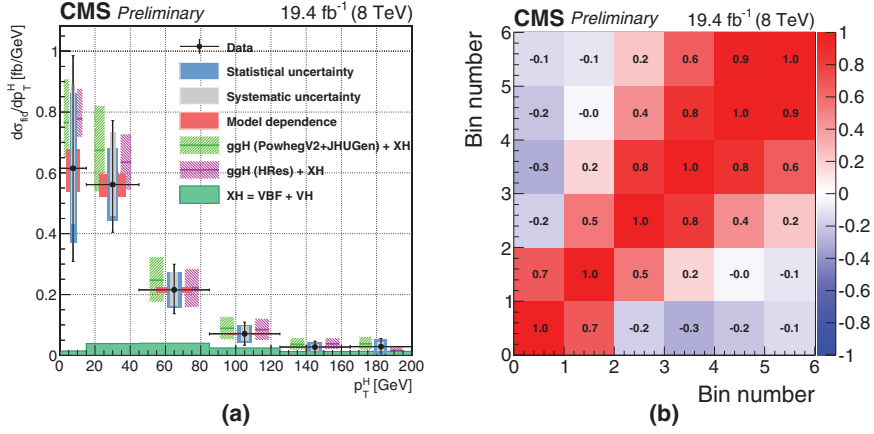 CMS Preliminary 19.4 fb⁻¹ (8 TeV)
dσ_fid/dp_T^H [fb/GeV]
1
0.8
0.6
0.4
0.2
0
Data
Statistical uncertainty
Systematic uncertainty
Model dependence
ggH (PowhegV2+JHUGen) + XH
ggH (HRes) + XH
XH = VBF + VH
0 20 40 60 80 100 120 140 160 180 200
p_T^H [GeV]
(a)
CMS Preliminary 19.4 fb⁻¹ (8 TeV)
Bin number
6
5
4
3
2
1
0
-0.1 -0.1 0.2 0.6 0.9 1.0
-0.2 -0.0 0.4 0.8 1.0 0.9
-0.3 0.2 0.8 1.0 0.8 0.6
-0.2 0.5 1.0 0.8 0.4 0.2
0.7 1.0 0.5 0.2 -0.0 -0.1
1.0 0.7 -0.2 -0.3 -0.2 -0.1
0 1 2 3 4 5 6
Bin number
1
0.8
0.6
0.4
0.2
0
-0.2
-0.4
-0.6
-0.8
-1
(b)